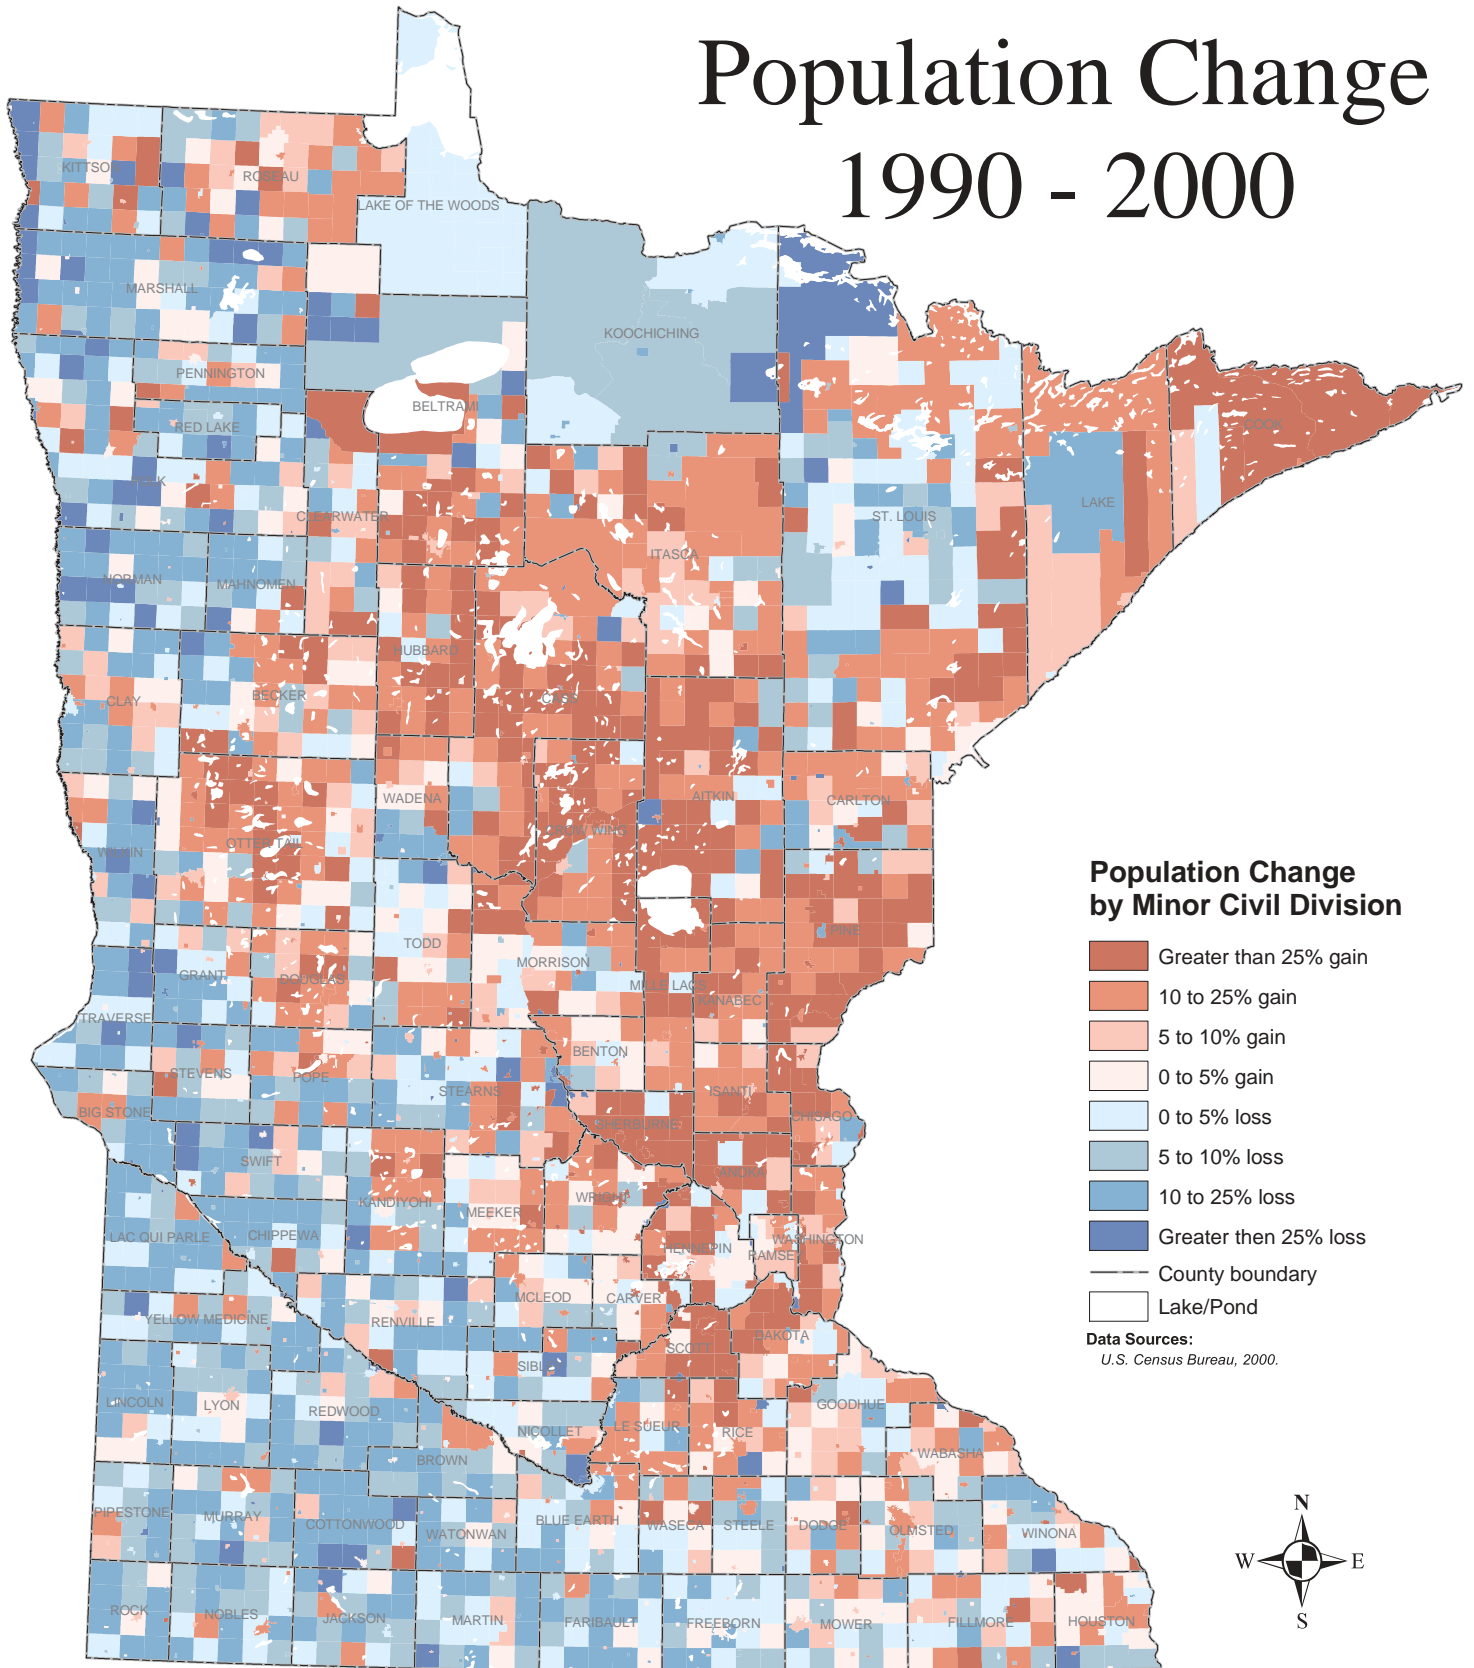 Population Change
1990 - 2000
KITTSO
ROSEAU
LAKE OF THE WOODS
MARSHALL
KOOCHICHING
PENNINGTON
BELTRAMI
RED LAKE
COOK
CLEARWATER
ST. LOUIS
LAKE
ITASCA
NORMAN
MAHNOMEN
HUBBARD
CLAY
BECKER
CASS
WADENA
AITKIN
CARLTON
CROW WING
OTTER TAIL
WILKIN
PINE
TODD
MORRISON
GRANT
DOUGLAS
MILLE LACS
KANABEC
TRAVERSE
BENTON
STEVENS
POPE
STEARNS
ISANTI
BIG STONE
SHERBURNE
CHISAGO
SWIFT
ANOKA
KANDIYOHI
MEEKER
WRIGHT
LAC QUI PARLE
CHIPPEWA
HENNEPIN
RAMSE
WASHINGTON
MCLEOD
CARVER
YELLOW MEDICINE
RENVILLE
DAKOTA
SCOTT
SIBL
LINCOLN
LYON
REDWOOD
GOODHUE
NICOLLET
LE SUEUR
RICE
WABASHA
BROWN
PIPESTONE
MURRAY
COTTONWOOD
WATONWAN
BLUE EARTH
WASECA
STEELE
DODGE
OLMSTED
WINONA
ROCK
NOBLES
JACKSON
MARTIN
FARIBAULT
FREEBORN
MOWER
FILLMORE
HOUSTON
Population Change
by Minor Civil Division
Greater than 25% gain
10 to 25% gain
5 to 10% gain
0 to 5% gain
0 to 5% loss
5 to 10% loss
10 to 25% loss
Greater then 25% loss
County boundary
Lake/Pond
Data Sources:
U.S. Census Bureau, 2000.
N
W
E
S